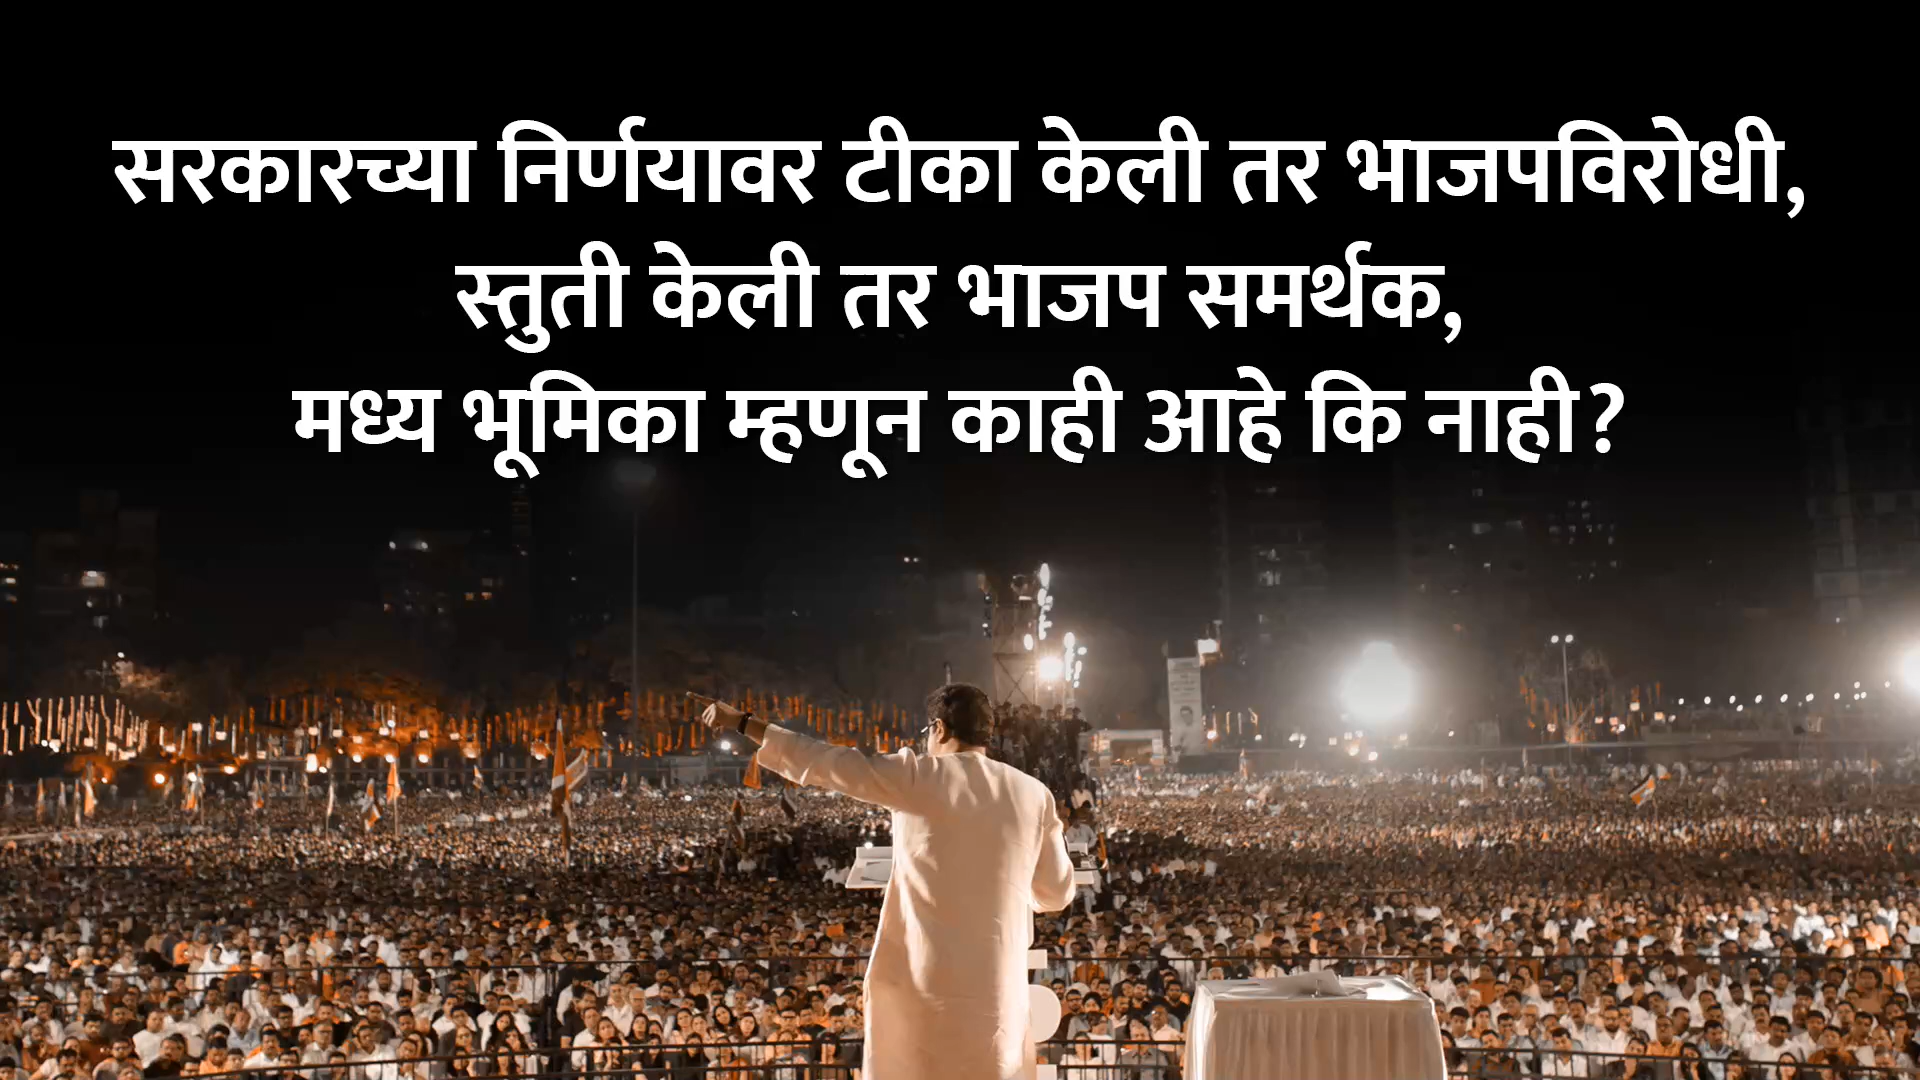 सरकारच्या निर्णयावर टीका केली तर भाजपविरोधी,
स्तुती केली तर भाजप समर्थक,
मध्य भूमिका म्हणून काही आहे कि नाही?